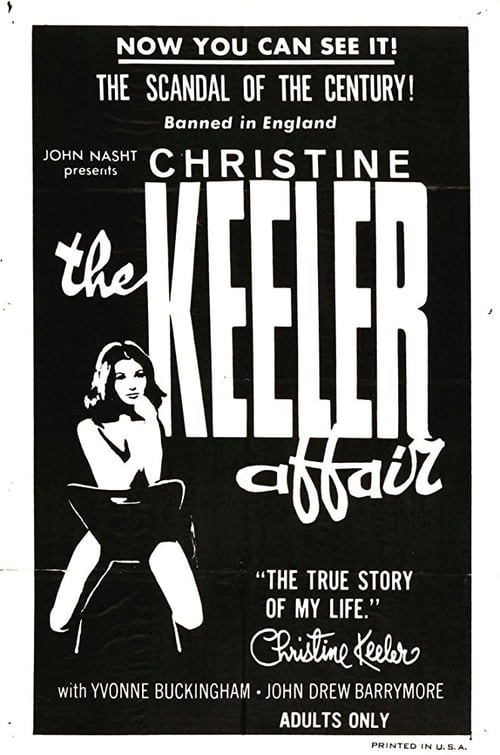 NOW YOU CAN SEE IT!
THE SCANDAL OF THE CENTURY!
Banned in England
JOHN NASHT
presents
CHRISTINE
the KEELER
affair
"THE TRUE STORY
OF MY LIFE."
Christine Keeler
with YVONNE BUCKINGHAM • JOHN DREW BARRYMORE
ADULTS ONLY
PRINTED IN U.S.A.